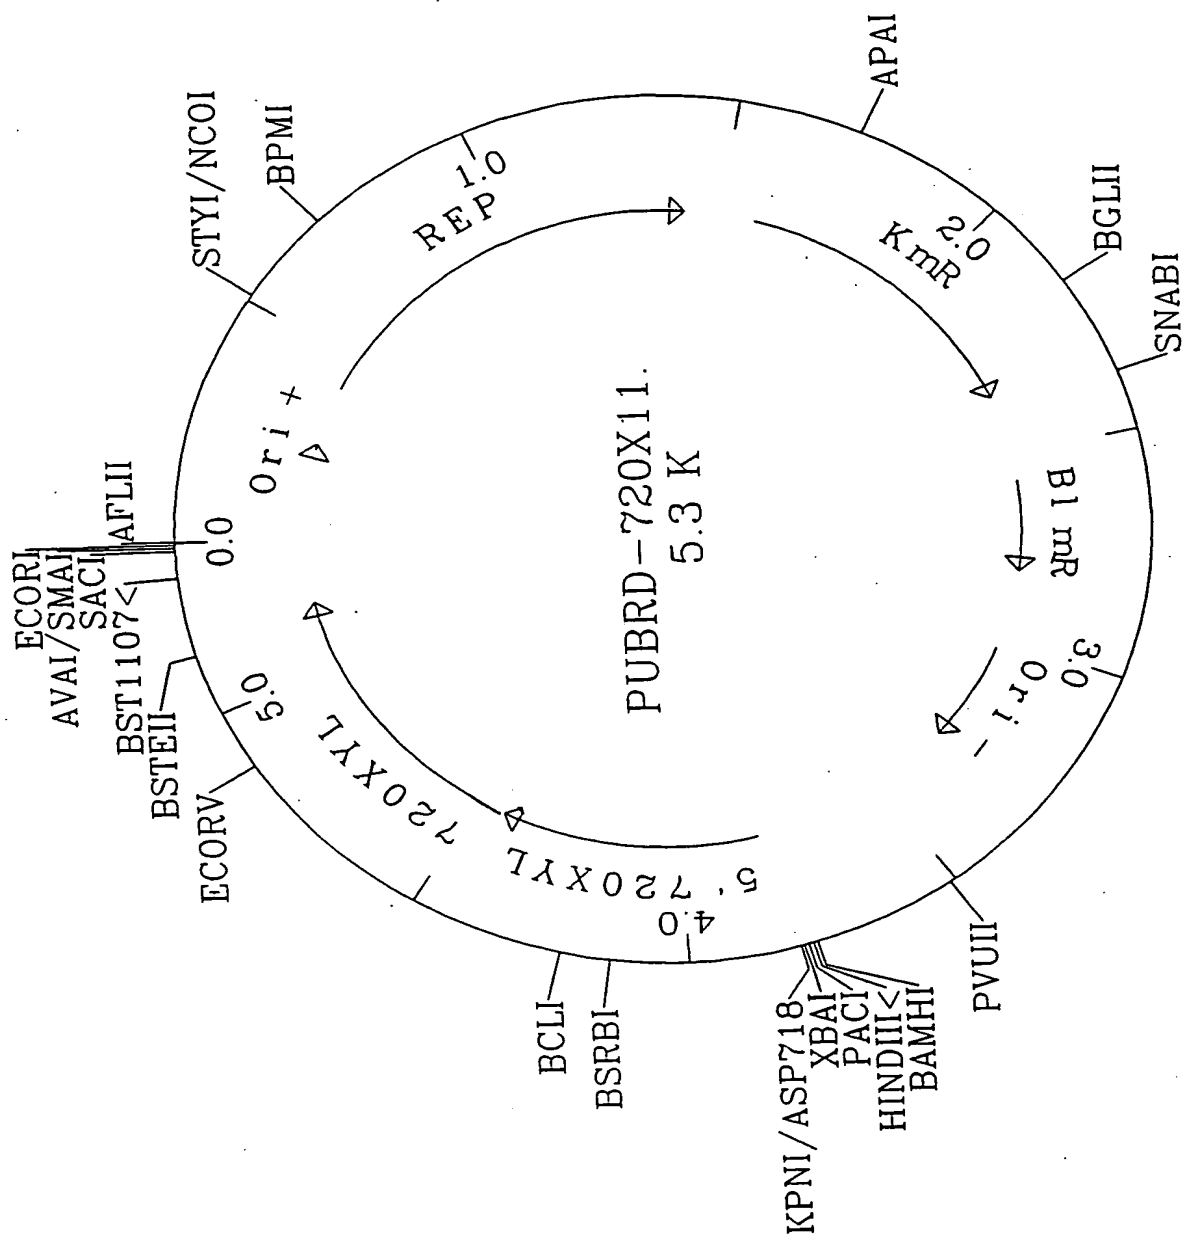 PUBRD-720X11.
5.3 K
0.0
AFLII
Ori +
STYI/NCOI
BPMI
1.0
REP
APAI
2.0
KmR
BGLII
SNABI
BlmR
3.0
Ori -
PVUII
BAMHI
HINDIII<
PACI
XBAI
KPNI/ASP718
4.0
5' 720XYL
BSRBI
BCLI
720XYL
ECORV
5.0
BSTEII
BST1107<
SACI
AVAI/SMAI
ECORI